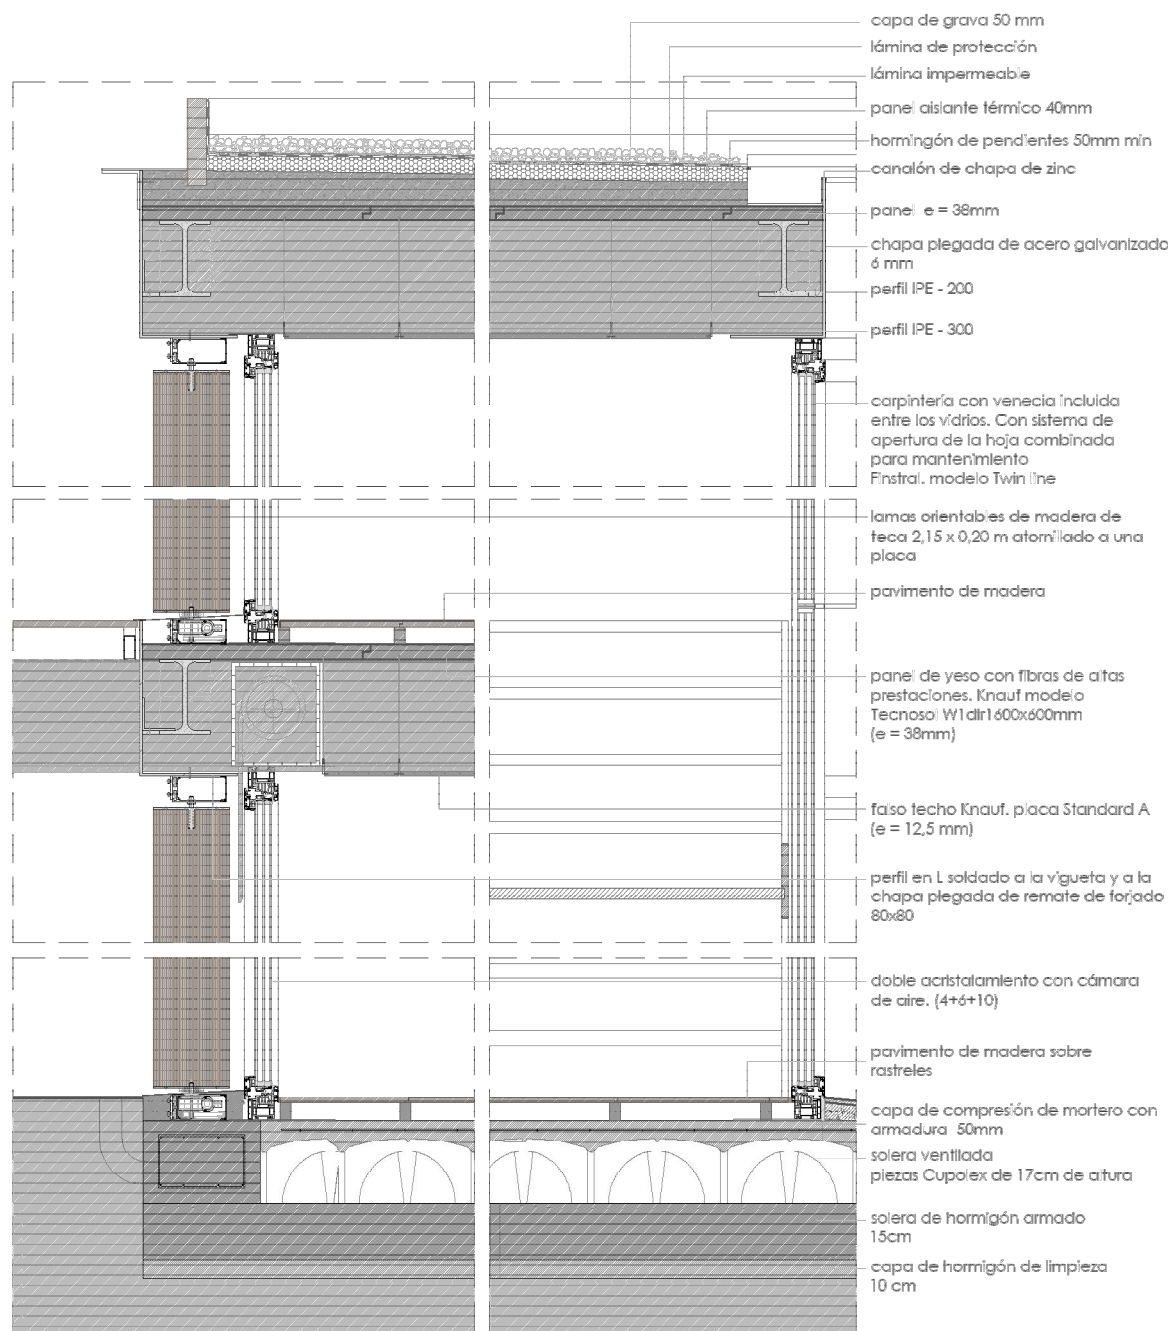 capa de grava 50 mm
lámina de protección
lámina impermeable
panel aislante térmico 40mm
hormingón de pendientes 50mm min
canalón de chapa de zinc
panel e = 38mm
chapa plegada de acero galvanizado
6 mm
perfil IPE - 200
perfil IPE - 300
carpintería con venecia incluida
entre los vidrios. Con sistema de
apertura de la hoja combinada
para mantenimiento
Finstral. modelo Twin line
lamas orientables de madera de
teca 2,15 x 0,20 m atornillado a una
placa
pavimento de madera
panel de yeso con fibras de altas
prestaciones. Knauf modelo
Tecnosol W1dlr1600x600mm
(e = 38mm)
falso techo Knauf. placa Standard A
(e = 12,5 mm)
perfil en L soldado a la vigueta y a la
chapa plegada de remate de forjado
80x80
doble acristalamiento con cámara
de aire. (4+6+10)
pavimento de madera sobre
rastreles
capa de compresión de mortero con
armadura 50mm
solera ventilada
piezas Cupolex de 17cm de altura
solera de hormigón armado
15cm
capa de hormigón de limpieza
10 cm